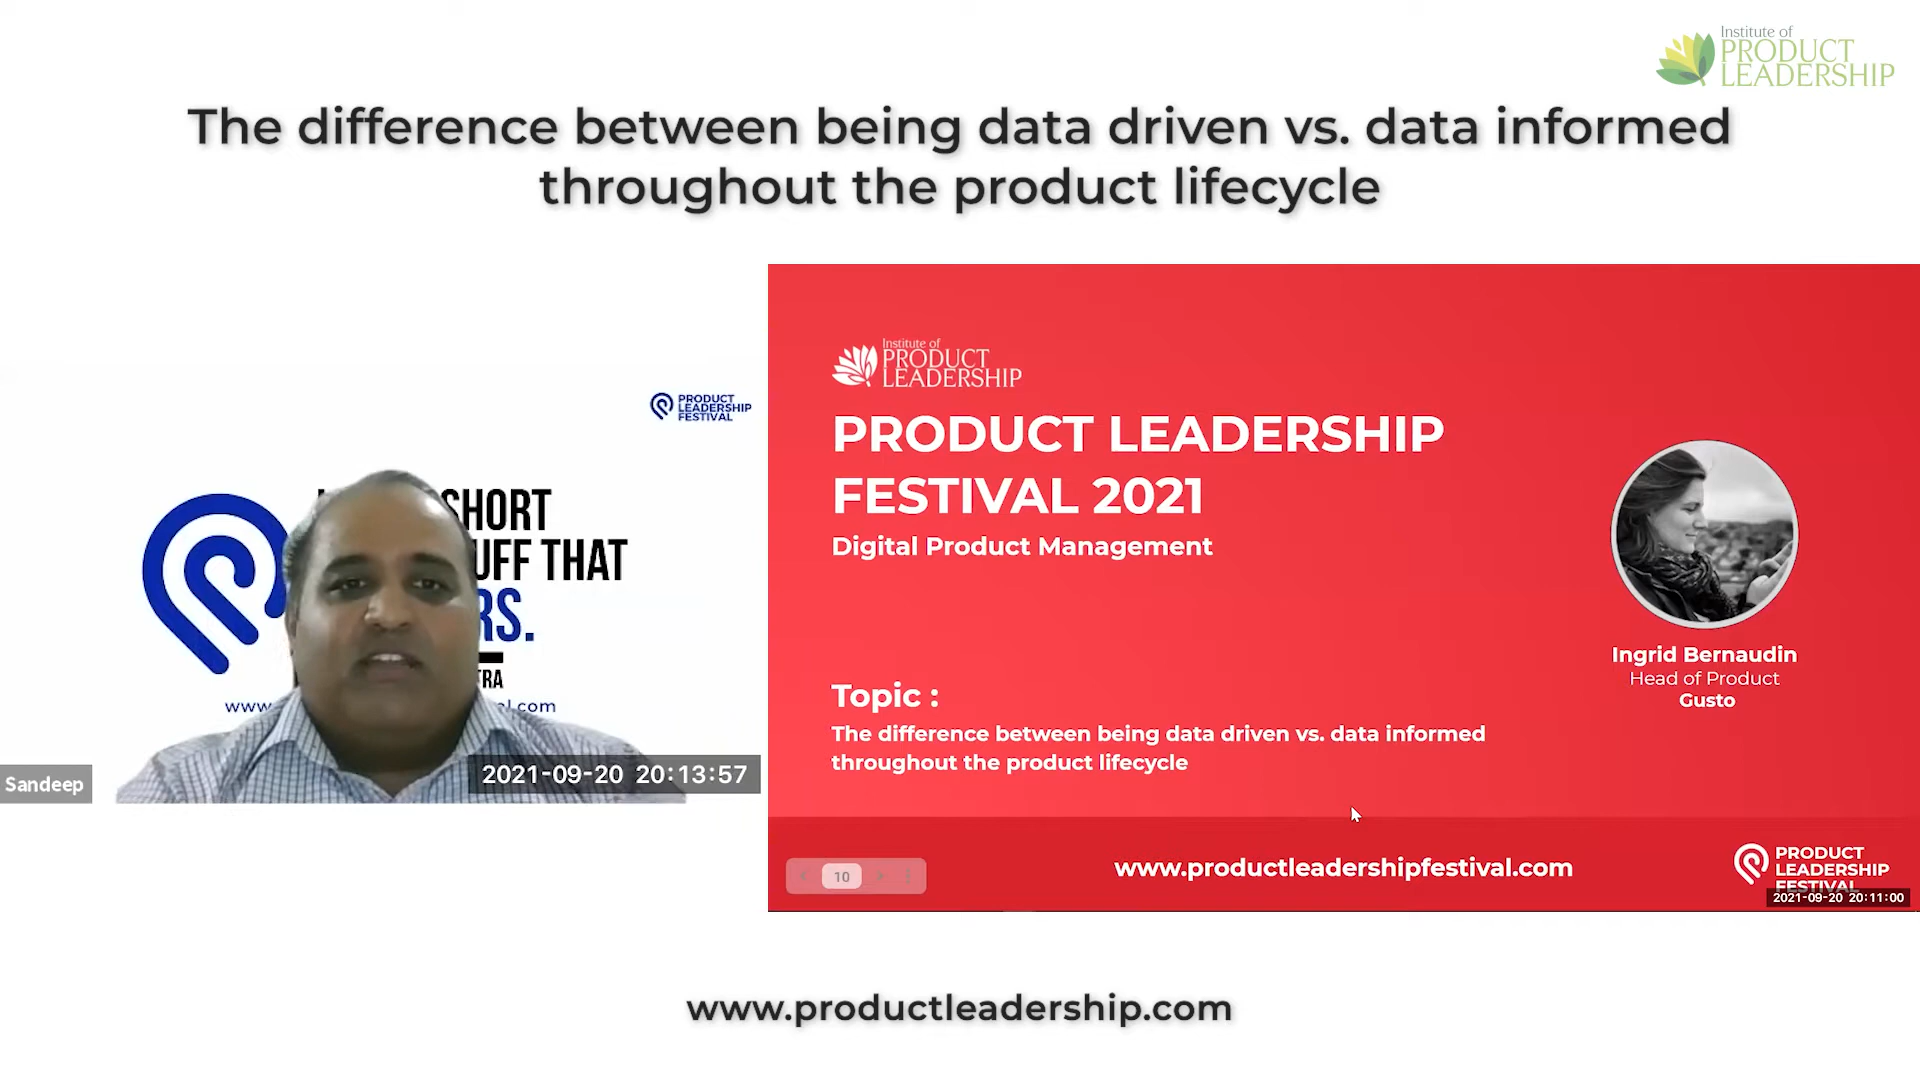 Institute of
PRODUCT
LEADERSHIP
The difference between being data driven vs. data informed
throughout the product lifecycle
PRODUCT
LEADERSHIP
FESTIVAL
SHORT
THAT
www.
.com
Sandeep
2021-09-20 20:13:57
Institute of
PRODUCT
LEADERSHIP
PRODUCT LEADERSHIP
FESTIVAL 2021
Digital Product Management
Ingrid Bernaudin
Head of Product
Gusto
Topic :
The difference between being data driven vs. data informed
throughout the product lifecycle
10
www.productleadershipfestival.com
PRODUCT
LEADERSHIP
FESTIVAL
2021-09-20 20:11:00
www.productleadership.com